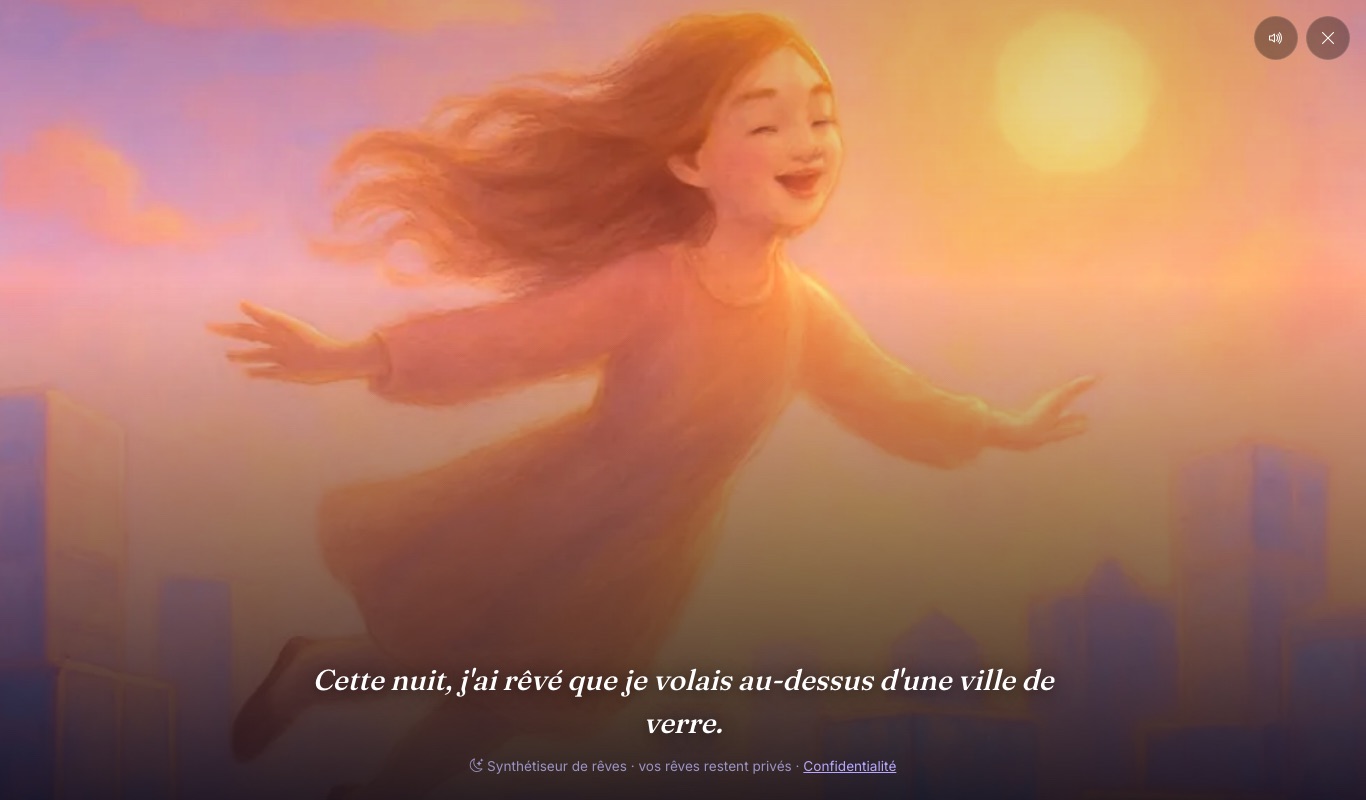 Cette nuit, j'ai rêvé que je volais au-dessus d'une ville de
verre.
Synthétiseur de rêves · vos rêves restent privés · Confidentialité